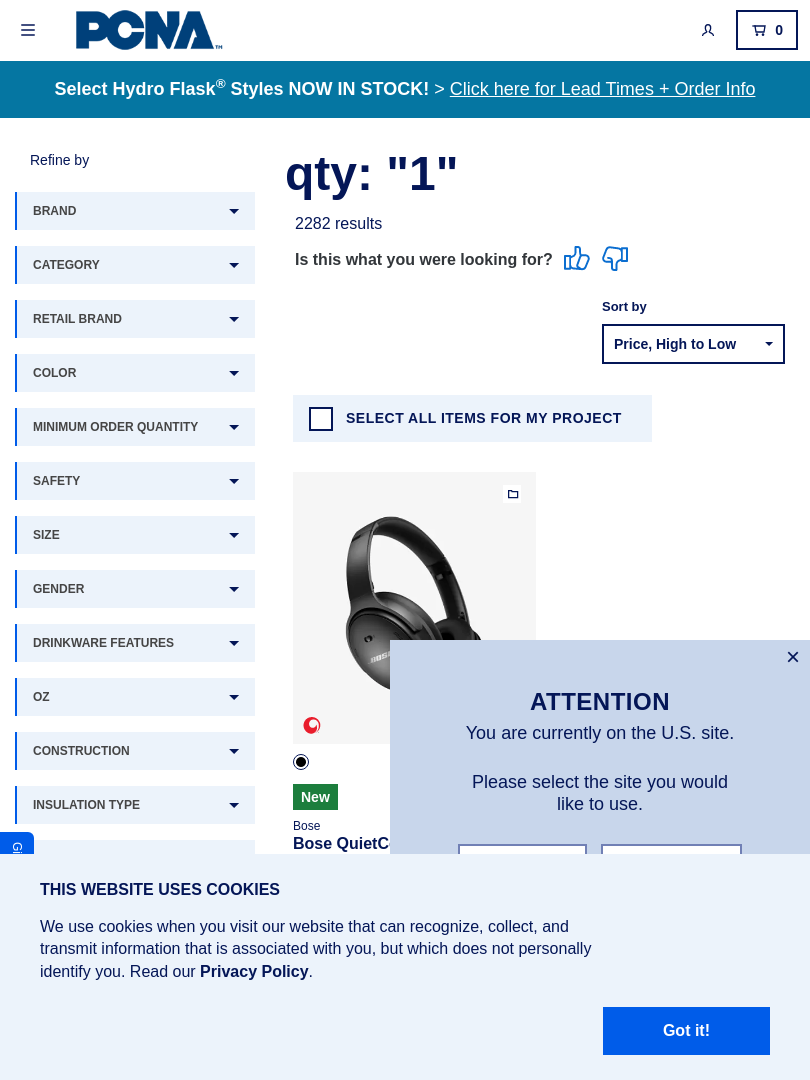 PCNA™
0
Select Hydro Flask® Styles NOW IN STOCK! > Click here for Lead Times + Order Info
Refine by
BRAND
CATEGORY
RETAIL BRAND
COLOR
MINIMUM ORDER QUANTITY
SAFETY
SIZE
GENDER
DRINKWARE FEATURES
OZ
CONSTRUCTION
INSULATION TYPE
qty: "1"
2282 results
Is this what you were looking for?
Sort by
Price, High to Low
SELECT ALL ITEMS FOR MY PROJECT
BOSE
New
Bose
Bose QuietC
ATTENTION
You are currently on the U.S. site.
Please select the site you would
like to use.
THIS WEBSITE USES COOKIES
We use cookies when you visit our website that can recognize, collect, and
transmit information that is associated with you, but which does not personally
identify you. Read our Privacy Policy.
Got it!